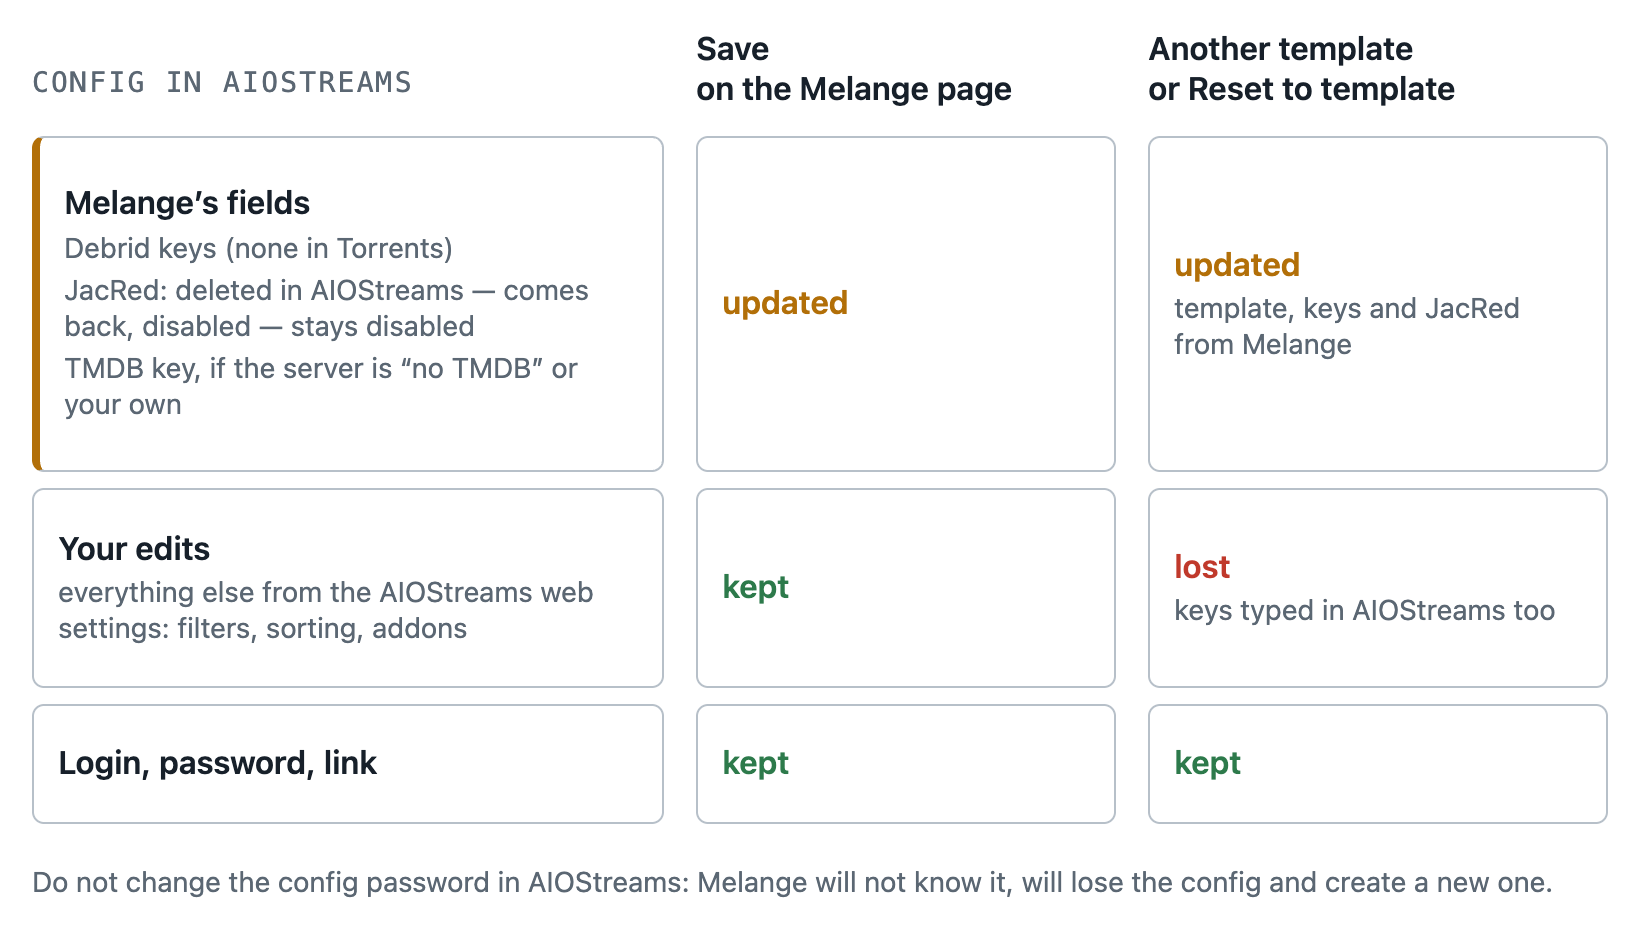 CONFIG IN AIOSTREAMS
Save
on the Melange page
Another template
or Reset to template
Melange’s fields
Debrid keys (none in Torrents)
JacRed: deleted in AIOStreams — comes
back, disabled — stays disabled
TMDB key, if the server is “no TMDB” or
your own
updated
updated
template, keys and JacRed
from Melange
Your edits
everything else from the AIOStreams web
settings: filters, sorting, addons
kept
lost
keys typed in AIOStreams too
Login, password, link
kept
kept
Do not change the config password in AIOStreams: Melange will not know it, will lose the config and create a new one.